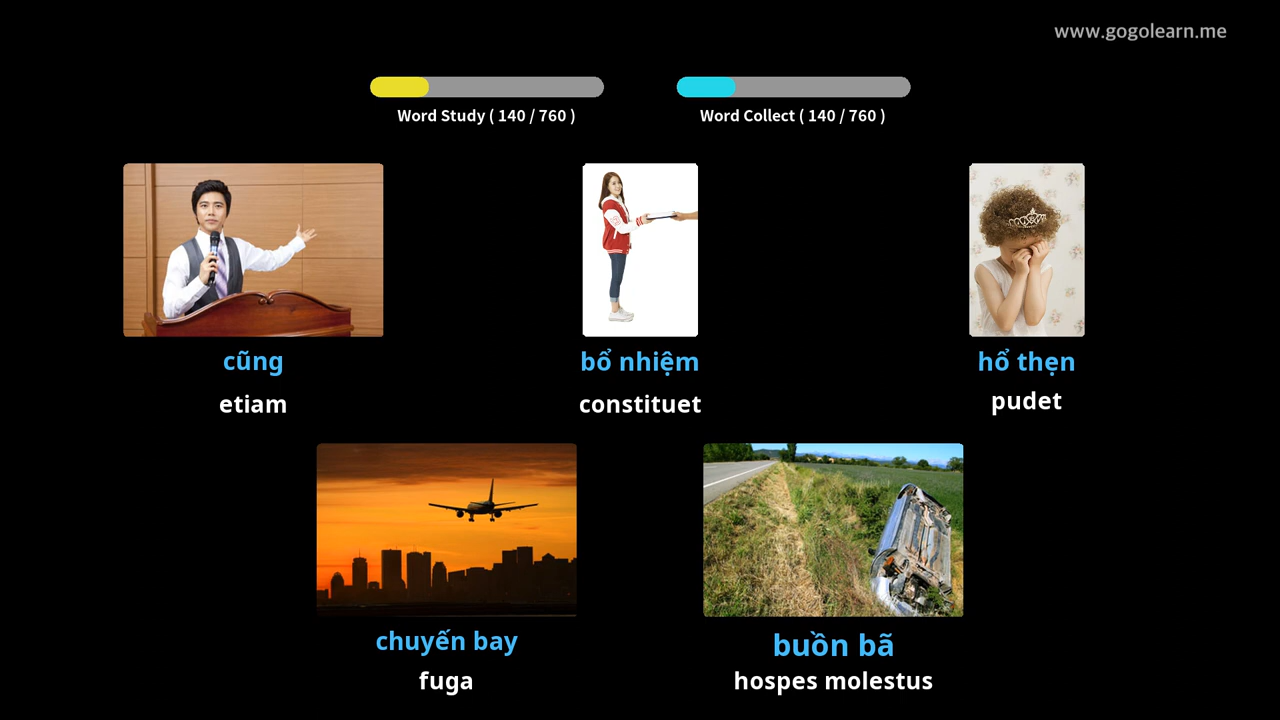 www.gogolearn.me
Word Study ( 140 / 760 )
Word Collect ( 140 / 760 )
cũng
etiam
bổ nhiệm
constituet
hổ thẹn
pudet
chuyến bay
fuga
buồn bã
hospes molestus